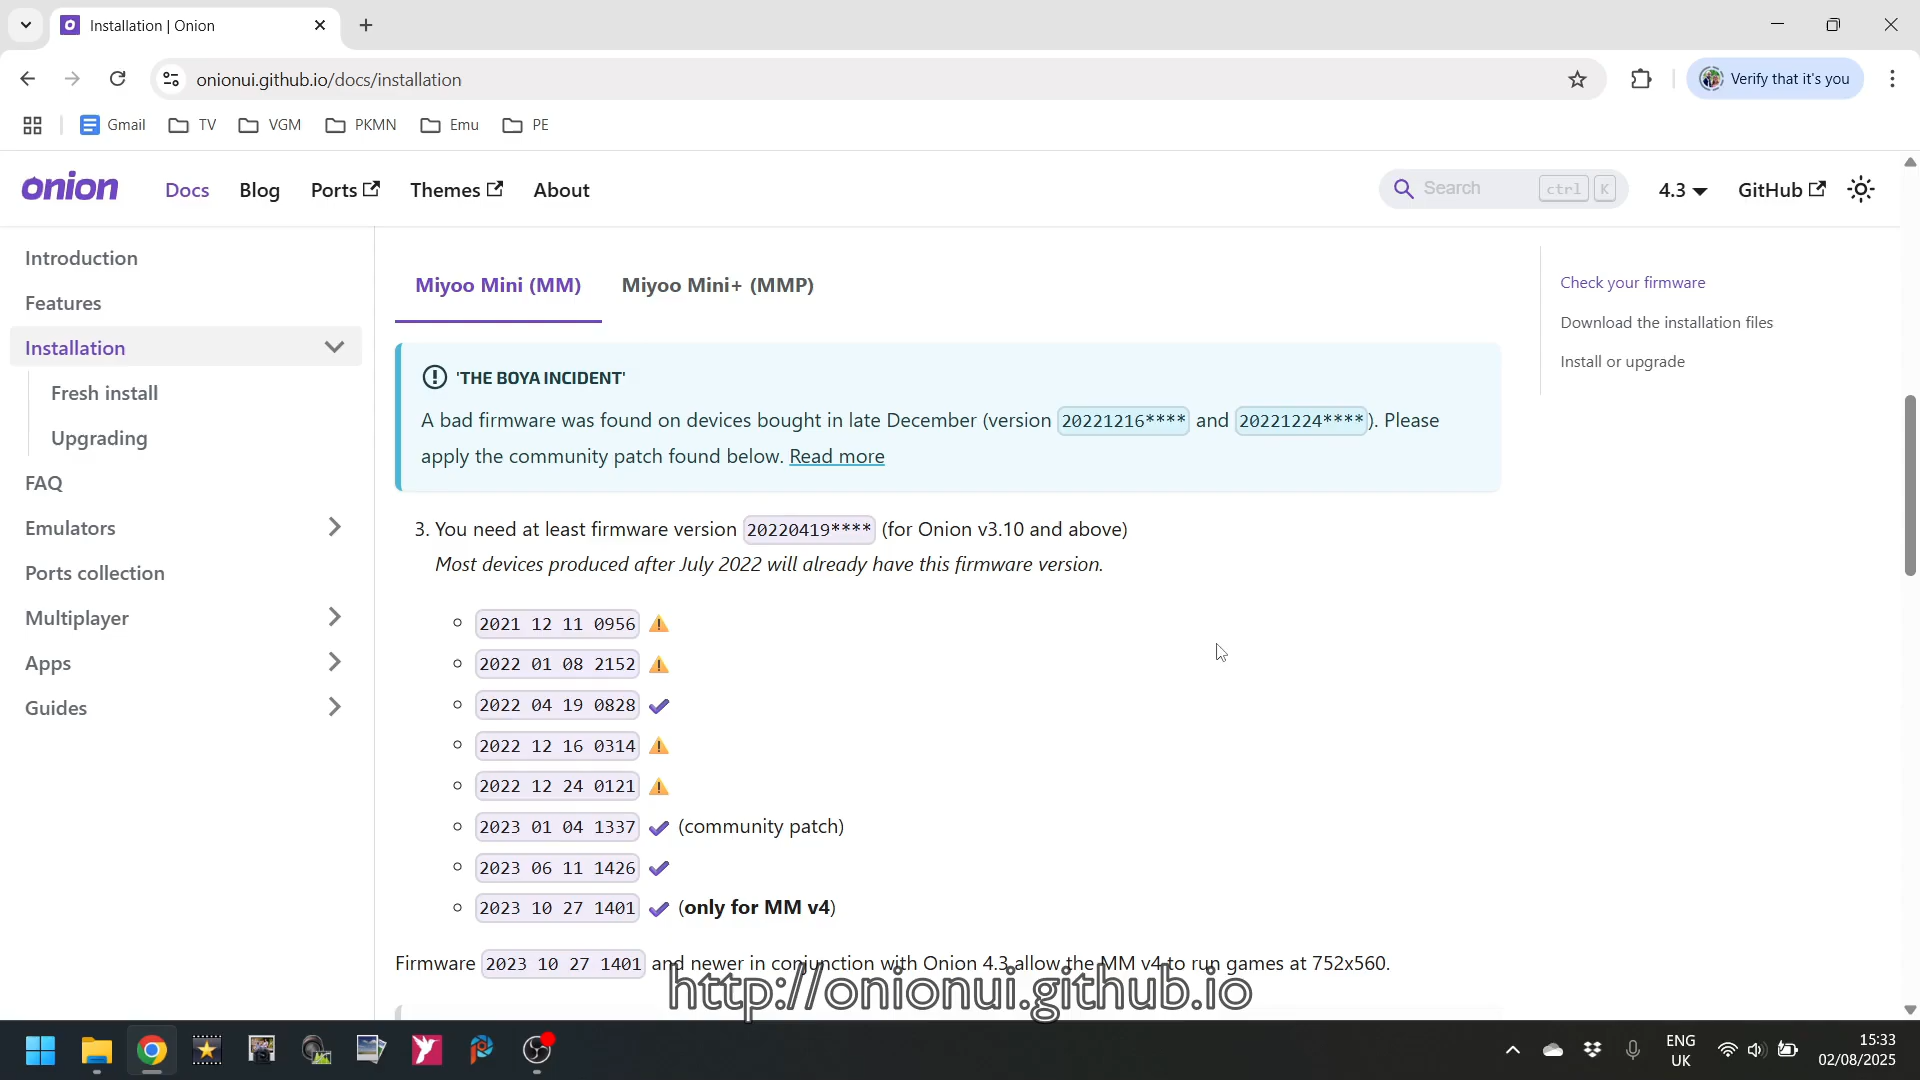 Installation | Onion
onionui.github.io/docs/installation
Verify that it's you
Gmail
TV
VGM
PKMN
Emu
PE
onion
Docs
Blog
Ports
Themes
About
Search
ctrl
K
4.3
GitHub
Introduction
Features
Installation
Fresh install
Upgrading
FAQ
Emulators
Ports collection
Multiplayer
Apps
Guides
Miyoo Mini (MM)
Miyoo Mini+ (MMP)
'THE BOYA INCIDENT'
A bad firmware was found on devices bought in late December (version 20221216**** and 20221224****). Please
apply the community patch found below. Read more
3. You need at least firmware version 20220419**** (for Onion v3.10 and above)
Most devices produced after July 2022 will already have this firmware version.
2021 12 11 0956
2022 01 08 2152
2022 04 19 0828
2022 12 16 0314
2022 12 24 0121
2023 01 04 1337 (community patch)
2023 06 11 1426
2023 10 27 1401 (only for MM v4)
Firmware 2023 10 27 1401 and newer in conjunction with Onion 4.3 allow the MM v4 to run games at 752x560.
Check your firmware
Download the installation files
Install or upgrade
http://onionui.github.io
ENG
UK
15:33
02/08/2025